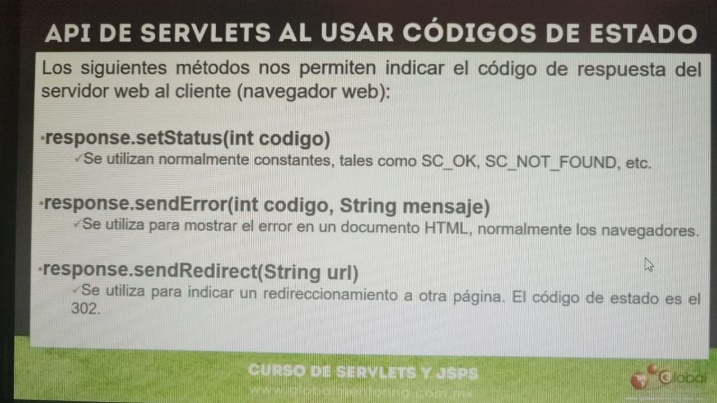 API DE SERVLETS AL USAR CÓDIGOS DE ESTADO
Los siguientes métodos nos permiten indicar el código de respuesta del
servidor web al cliente (navegador web):
•response.setStatus(int codigo)
✓Se utilizan normalmente constantes, tales como SC_OK, SC_NOT_FOUND, etc.
•response.sendError(int codigo, String mensaje)
✓Se utiliza para mostrar el error en un documento HTML, normalmente los navegadores.
•response.sendRedirect(String url)
✓Se utiliza para indicar un redireccionamiento a otra página. El código de estado es el
302.
CURSO DE SERVLETS Y JSPS
www.globalmentoring.com.mx
Global